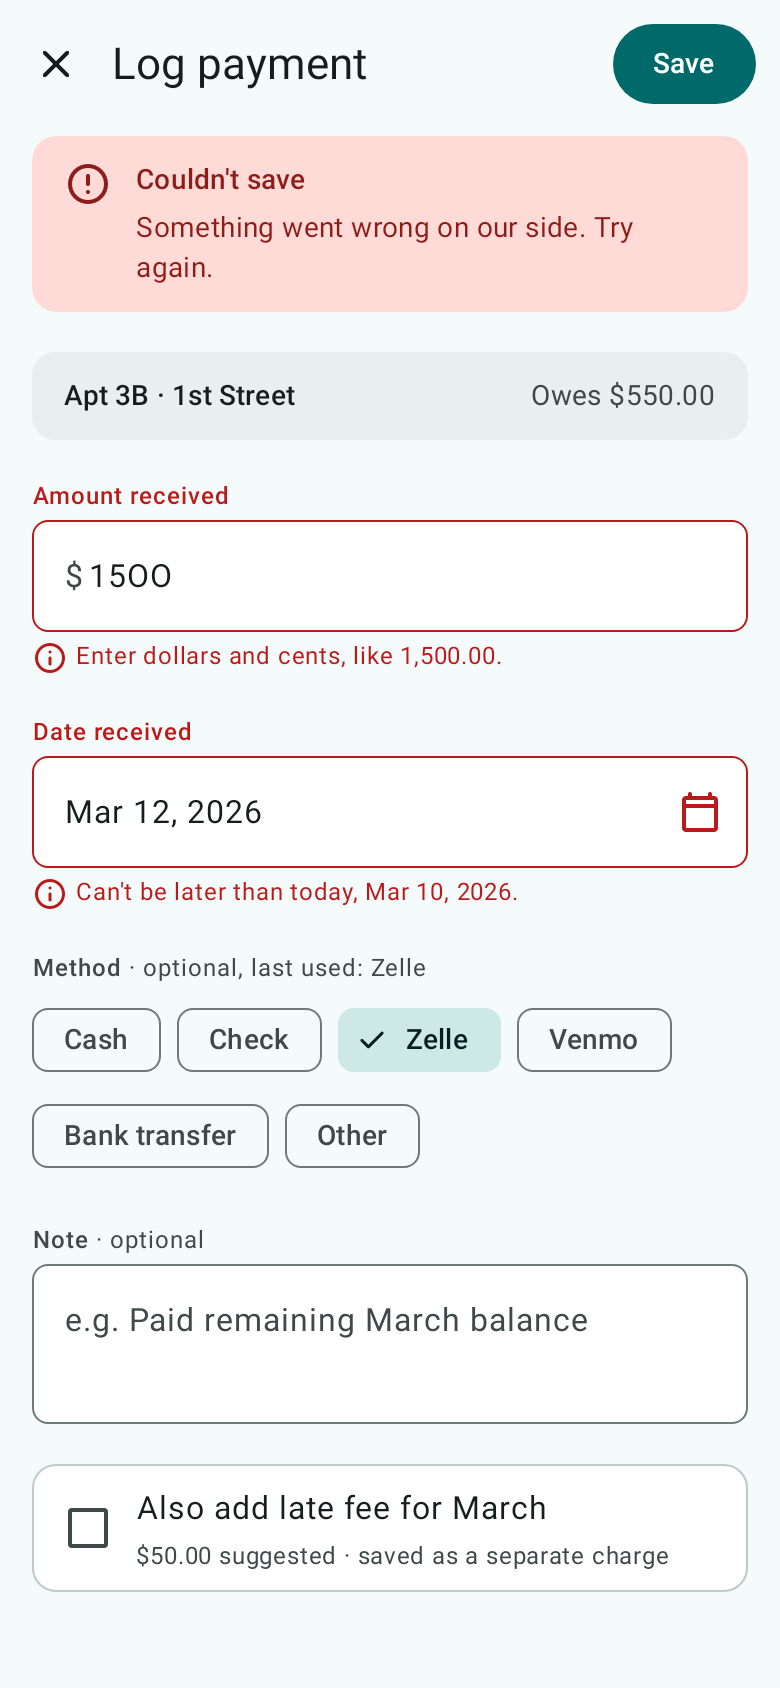 Log payment
Save
Couldn't save
Something went wrong on our side. Try
again.
Apt 3B · 1st Street
Owes $550.00
Amount received
$ 15OO
Enter dollars and cents, like 1,500.00.
Date received
Mar 12, 2026
Can't be later than today, Mar 10, 2026.
Method · optional, last used: Zelle
Cash
Check
Zelle
Venmo
Bank transfer
Other
Note · optional
e.g. Paid remaining March balance
Also add late fee for March
$50.00 suggested · saved as a separate charge